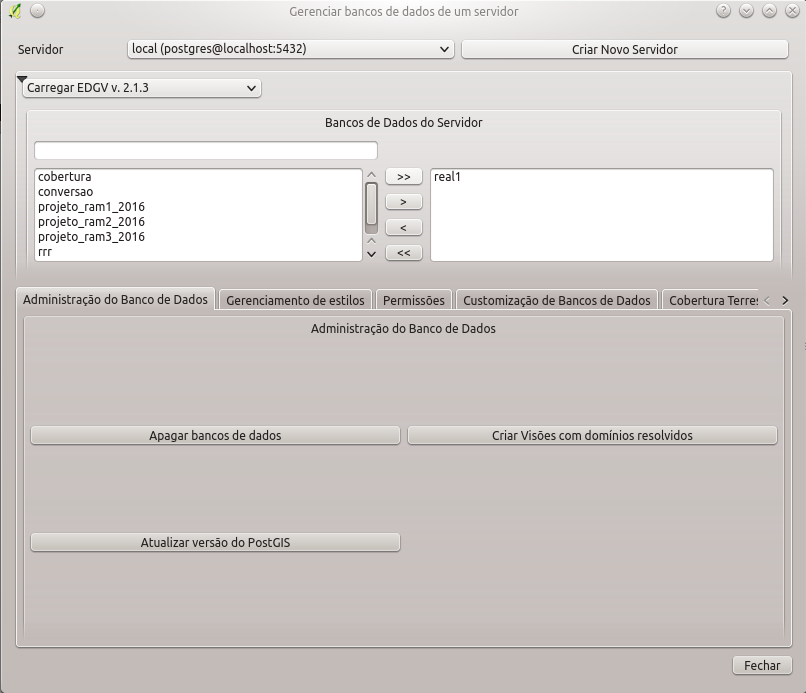 Gerenciar bancos de dados de um servidor
Servidor
local (postgres@localhost:5432)
Criar Novo Servidor
Carregar EDGV v. 2.1.3
Bancos de Dados do Servidor
cobertura
conversao
projeto_ram1_2016
projeto_ram2_2016
projeto_ram3_2016
rrr
>>
>
<
<<
real1
Administração do Banco de Dados
Gerenciamento de estilos
Permissões
Customização de Bancos de Dados
Cobertura Terres
Administração do Banco de Dados
Apagar bancos de dados
Criar Visões com domínios resolvidos
Atualizar versão do PostGIS
Fechar